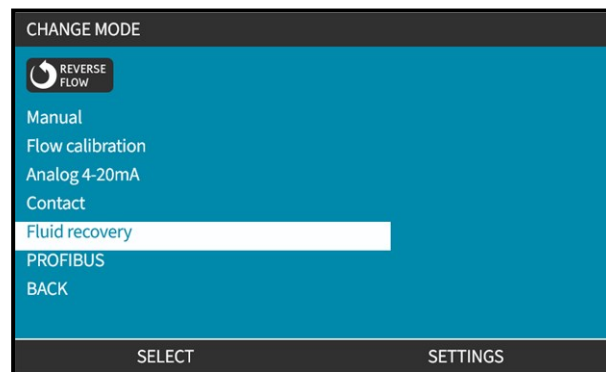 CHANGE MODE
REVERSE
FLOW
Manual
Flow calibration
Analog 4-20mA
Contact
Fluid recovery
PROFIBUS
BACK
SELECT SETTINGS